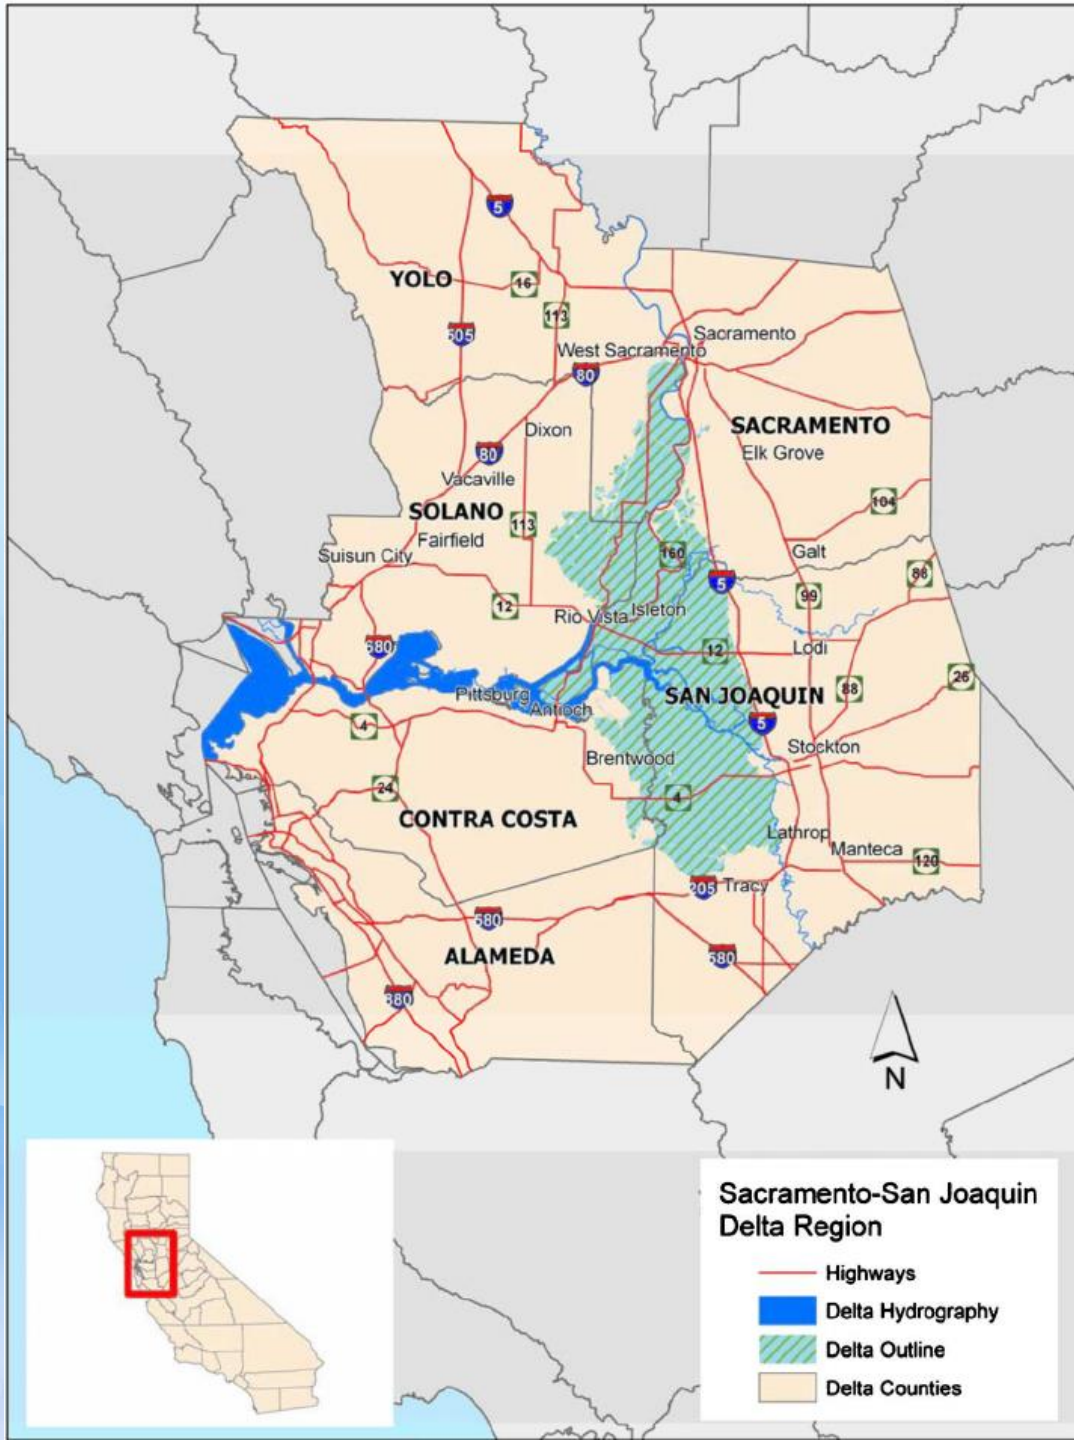 5
YOLO
16
113
505
Sacramento
West Sacramento
80
SACRAMENTO
Dixon
Elk Grove
80
Vacaville
104
SOLANO
113
Fairfield
Suisun City
160
Galt
88
5
99
12
Rio Vista
Isleton
680
12
Lodi
26
88
Pittsburg
SAN JOAQUIN
Antioch
4
5
Stockton
Brentwood
24
4
CONTRA COSTA
Lathrop
Manteca
120
205
Tracy
580
ALAMEDA
580
880
N
Sacramento-San Joaquin
Delta Region
Highways
Delta Hydrography
Delta Outline
Delta Counties